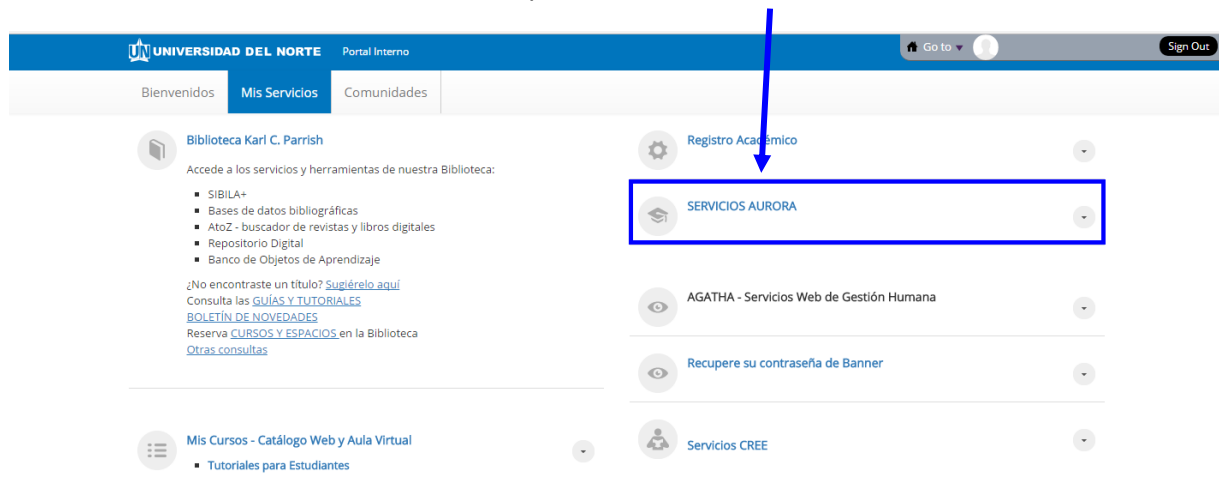 UNIVERSIDAD DEL NORTE Portal Interno
Go to
Sign Out
Bienvenidos Mis Servicios Comunidades
Biblioteca Karl C. Parrish
Accede a los servicios y herramientas de nuestra Biblioteca:
SIBILA+
Bases de datos bibliográficas
AtoZ - buscador de revistas y libros digitales
Repositorio Digital
Banco de Objetos de Aprendizaje
¿No encontraste un título? Sugiérelo aquí
Consulta las GUÍAS Y TUTORIALES
BOLETÍN DE NOVEDADES
Reserva CURSOS Y ESPACIOS en la Biblioteca
Otras consultas
Mis Cursos - Catálogo Web y Aula Virtual
Tutoriales para Estudiantes
Registro Académico
SERVICIOS AURORA
AGATHA - Servicios Web de Gestión Humana
Recupere su contraseña de Banner
Servicios CREE